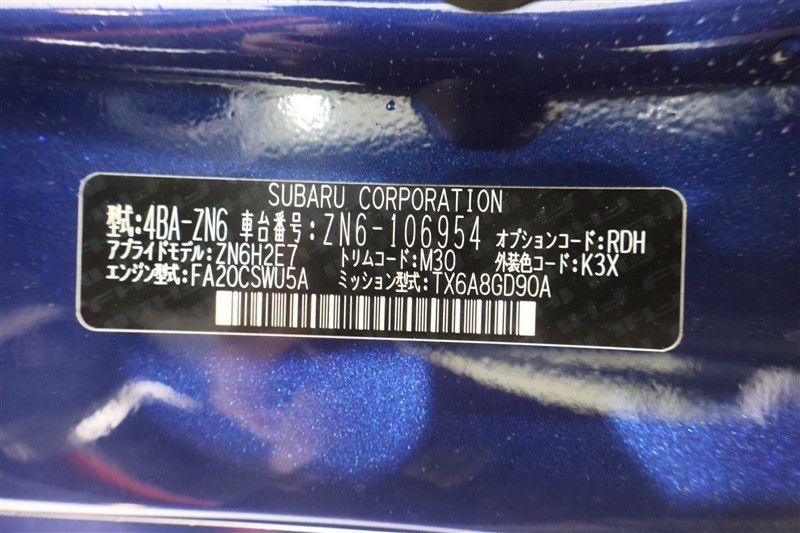 SUBARU CORPORATION
型式:4BA-ZN6 車台番号:ZN6-106954 オプションコード:RDH
アプライドモデル:ZN6H2E7 トリムコード:M30 外装色コード:K3X
エンジン型式:FA20CSWU5A ミッション型式:TX6A8GD90A